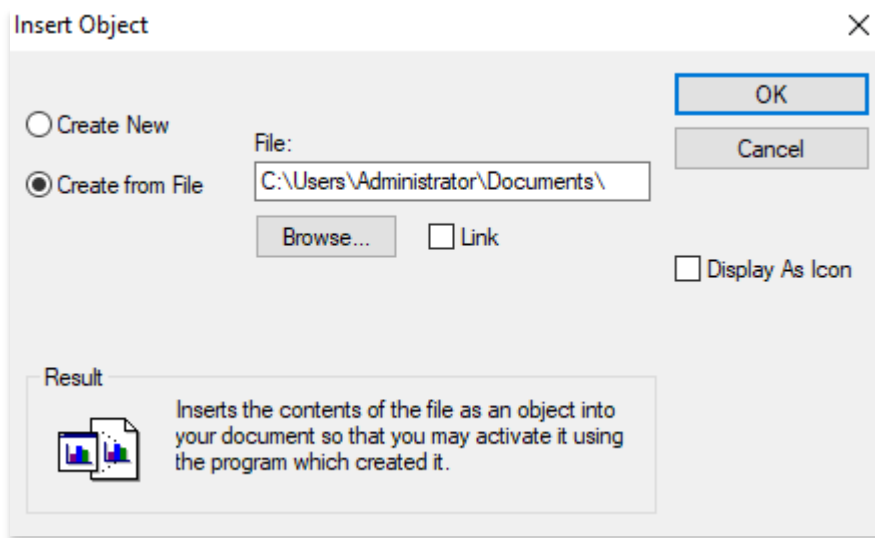 Insert Object
OK
Create New
File:
Cancel
Create from File
C:\Users\Administrator\Documents\
Browse...
Link
Display As Icon
Result
Inserts the contents of the file as an object into
your document so that you may activate it using
the program which created it.